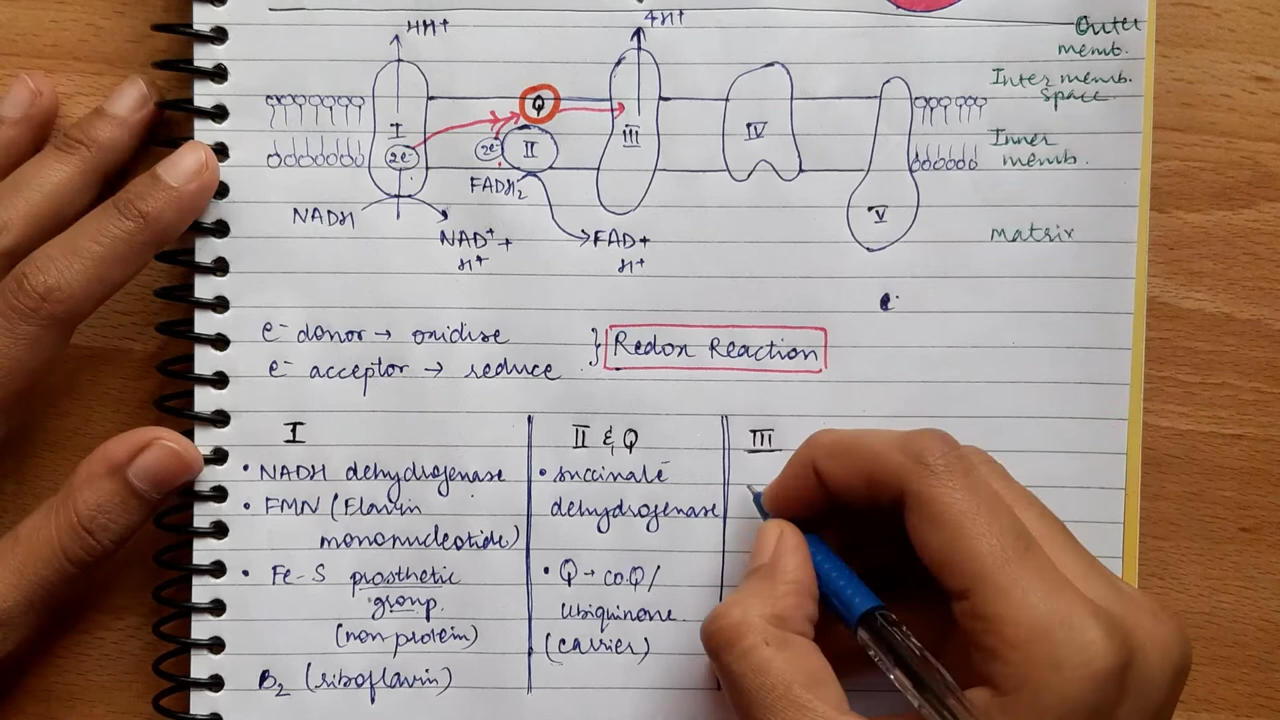 4H+
4H+
Outer
memb.
Inter memb.
space
Q
I
2e-
2e-
II
III
IV
Inner
memb.
FADH2
V
NADH
NAD+ +
H+
FAD+
H+
matrix
e-
e- donor → oxidise
e- acceptor → reduce
} Redox Reaction
I
• NADH dehydrogenase
• FMN (Flavin
mononucleotide)
• Fe-S prosthetic
group.
(non protein)
B2 (riboflavin)
II & Q
• succinate
dehydrogenase
• Q → co.Q/
Ubiquinone.
(carrier)
III